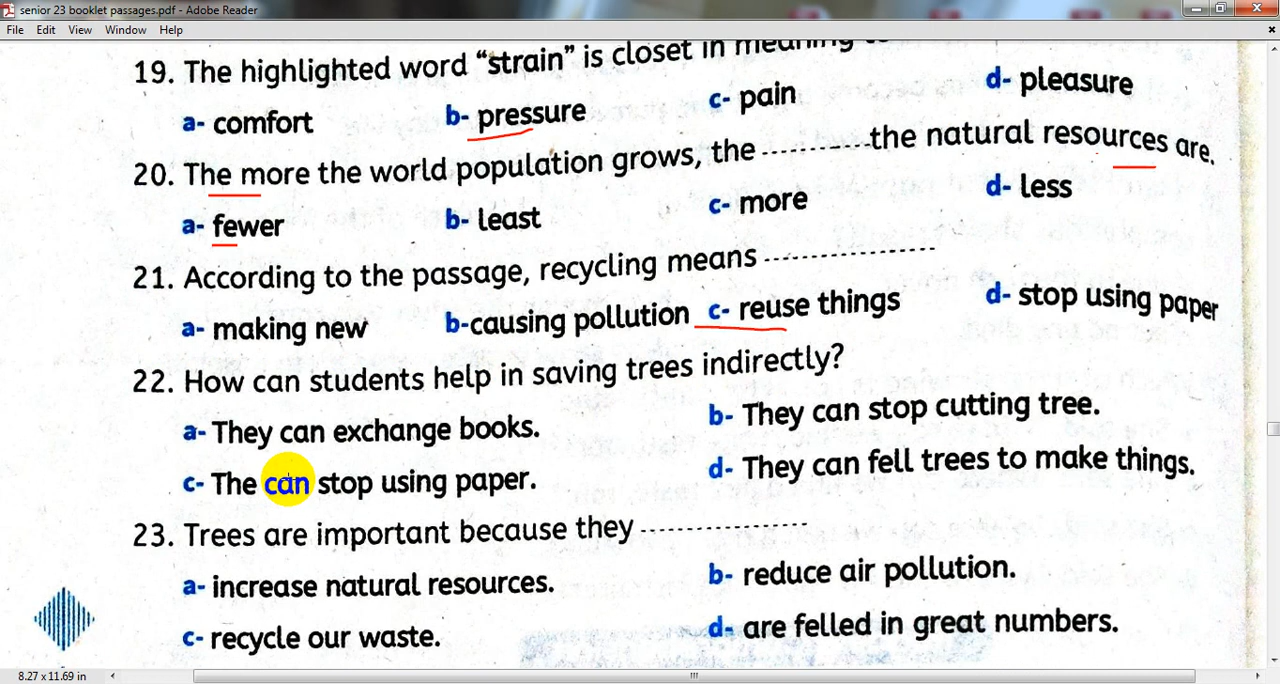 senior 23 booklet passages.pdf - Adobe Reader
File Edit View Window Help
19. The highlighted word “strain” is closet in meaning
a- comfort b- pressure c- pain d- pleasure
20. The more the world population grows, the ----------the natural resources are.
a- fewer b- least c- more d- less
21. According to the passage, recycling means ----------------
a- making new b-causing pollution c- reuse things d- stop using paper
22. How can students help in saving trees indirectly?
a- They can exchange books. b- They can stop cutting tree.
c- The can stop using paper. d- They can fell trees to make things.
23. Trees are important because they ----------------
a- increase natural resources. b- reduce air pollution.
c- recycle our waste. d- are felled in great numbers.
8.27 x 11.69 in